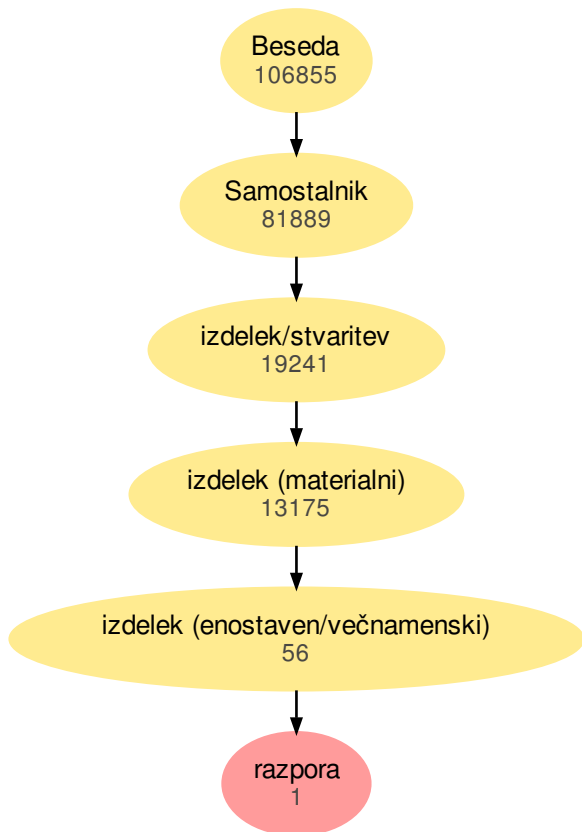 Beseda
106855
Samostalnik
81889
izdelek/stvaritev
19241
izdelek (materialni)
13175
izdelek (enostaven/večnamenski)
56
razpora
1